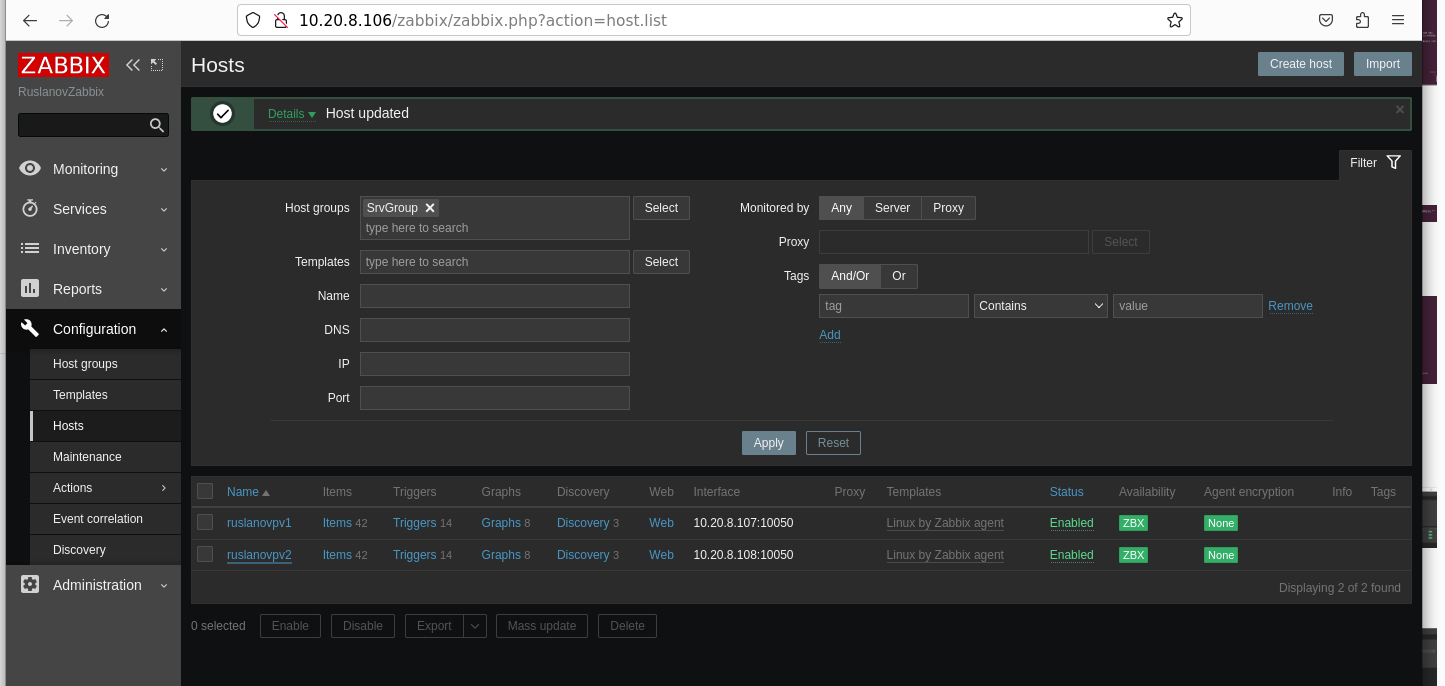 10.20.8.106/zabbix/zabbix.php?action=host.list
ZABBIX
RuslanovZabbix
Monitoring
Services
Inventory
Reports
Configuration
Host groups
Templates
Hosts
Maintenance
Actions
Event correlation
Discovery
Administration
Hosts
Create host Import
Details Host updated
Filter
Host groups SrvGroup Select
type here to search
Templates type here to search Select
Name
DNS
IP
Port
Monitored by Any Server Proxy
Proxy Select
Tags And/Or Or
tag Contains value Remove
Add
Apply Reset
Name Items Triggers Graphs Discovery Web Interface Proxy Templates Status Availability Agent encryption Info Tags
ruslanovpv1 Items 42 Triggers 14 Graphs 8 Discovery 3 Web 10.20.8.107:10050 Linux by Zabbix agent Enabled ZBX None
ruslanovpv2 Items 42 Triggers 14 Graphs 8 Discovery 3 Web 10.20.8.108:10050 Linux by Zabbix agent Enabled ZBX None
Displaying 2 of 2 found
0 selected Enable Disable Export Mass update Delete